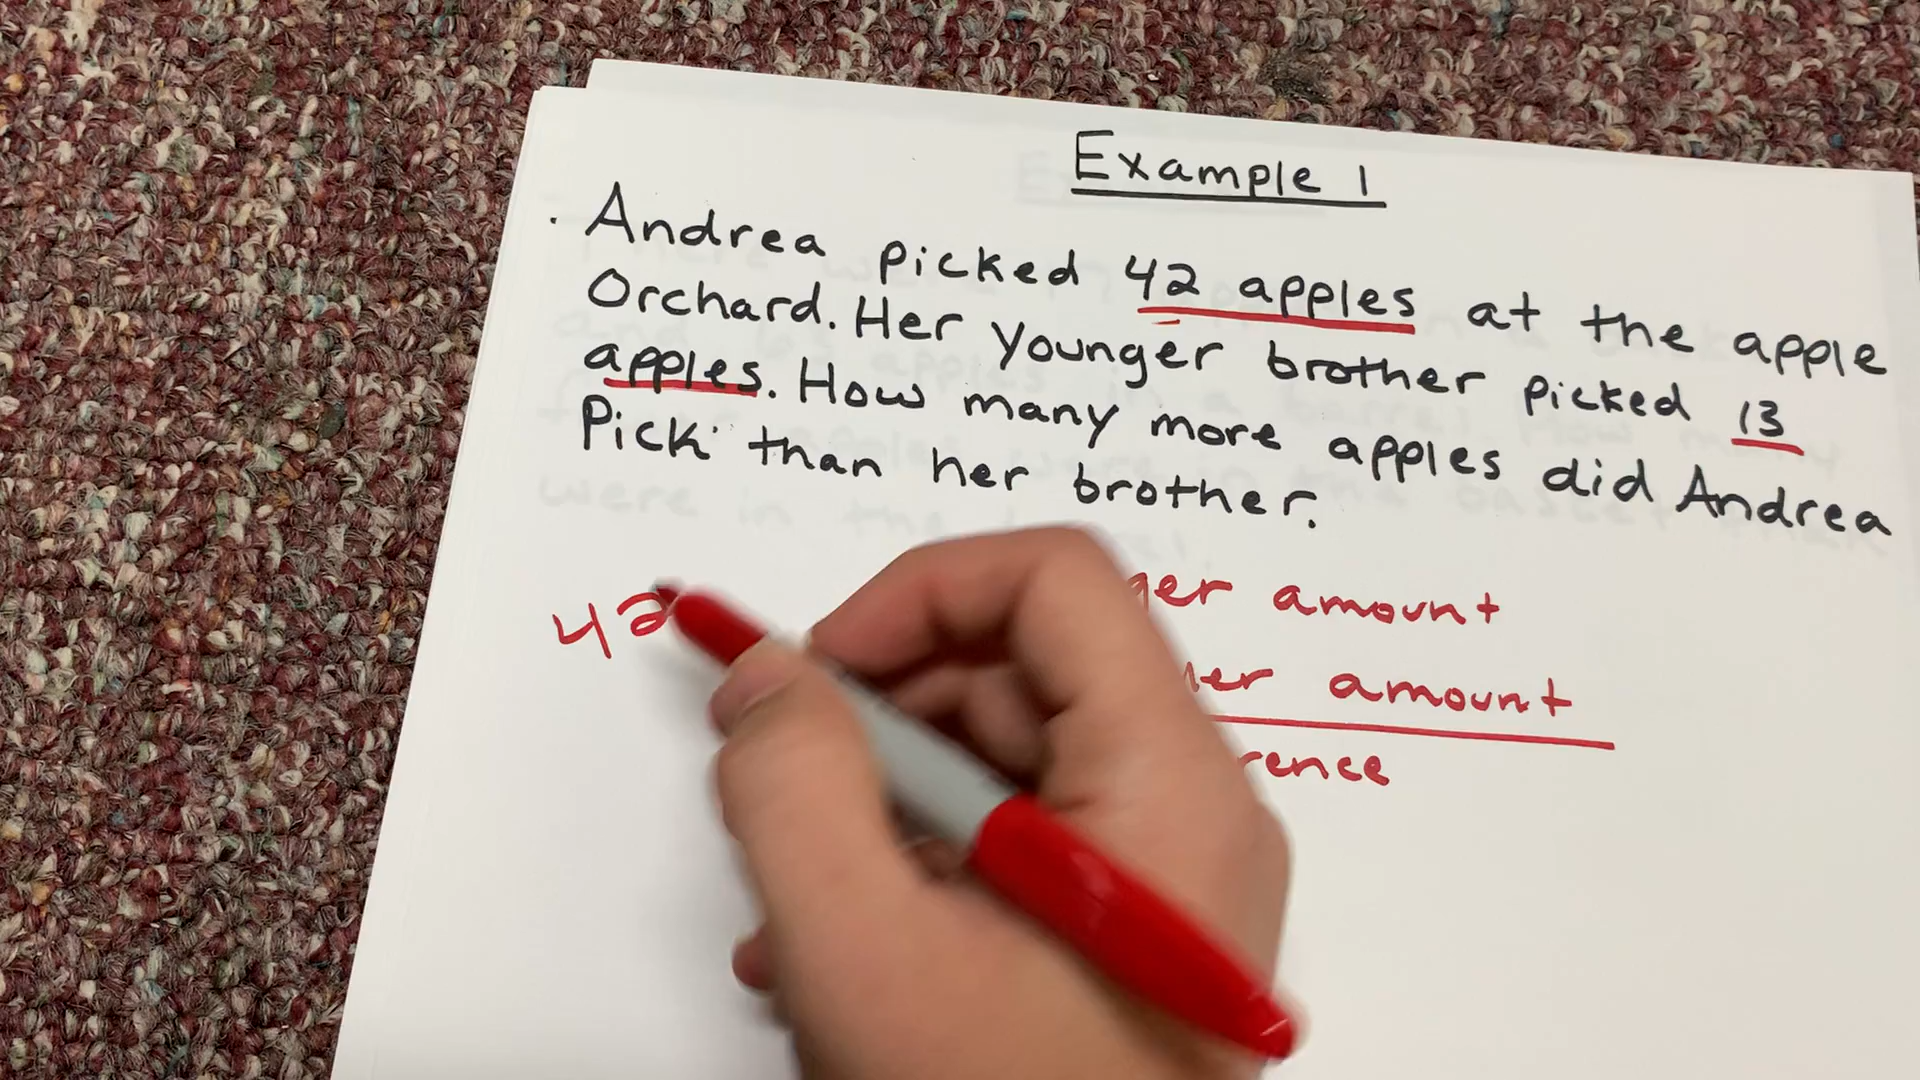 Example 1
. Andrea picked 42 apples at the apple
Orchard. Her younger brother picked 13
apples. How many more apples did Andrea
Pick than her brother.
42
amount
amount